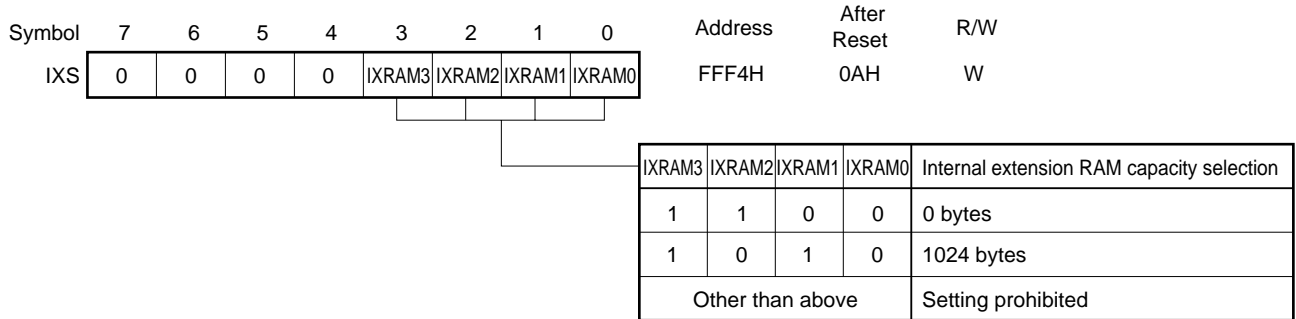 Symbol 7 6 5 4 3 2 1 0 Address After Reset R/W
IXS 0 0 0 0 IXRAM3 IXRAM2 IXRAM1 IXRAM0 FFF4H 0AH W
IXRAM3 IXRAM2 IXRAM1 IXRAM0 Internal extension RAM capacity selection
1 1 0 0 0 bytes
1 0 1 0 1024 bytes
Other than above Setting prohibited